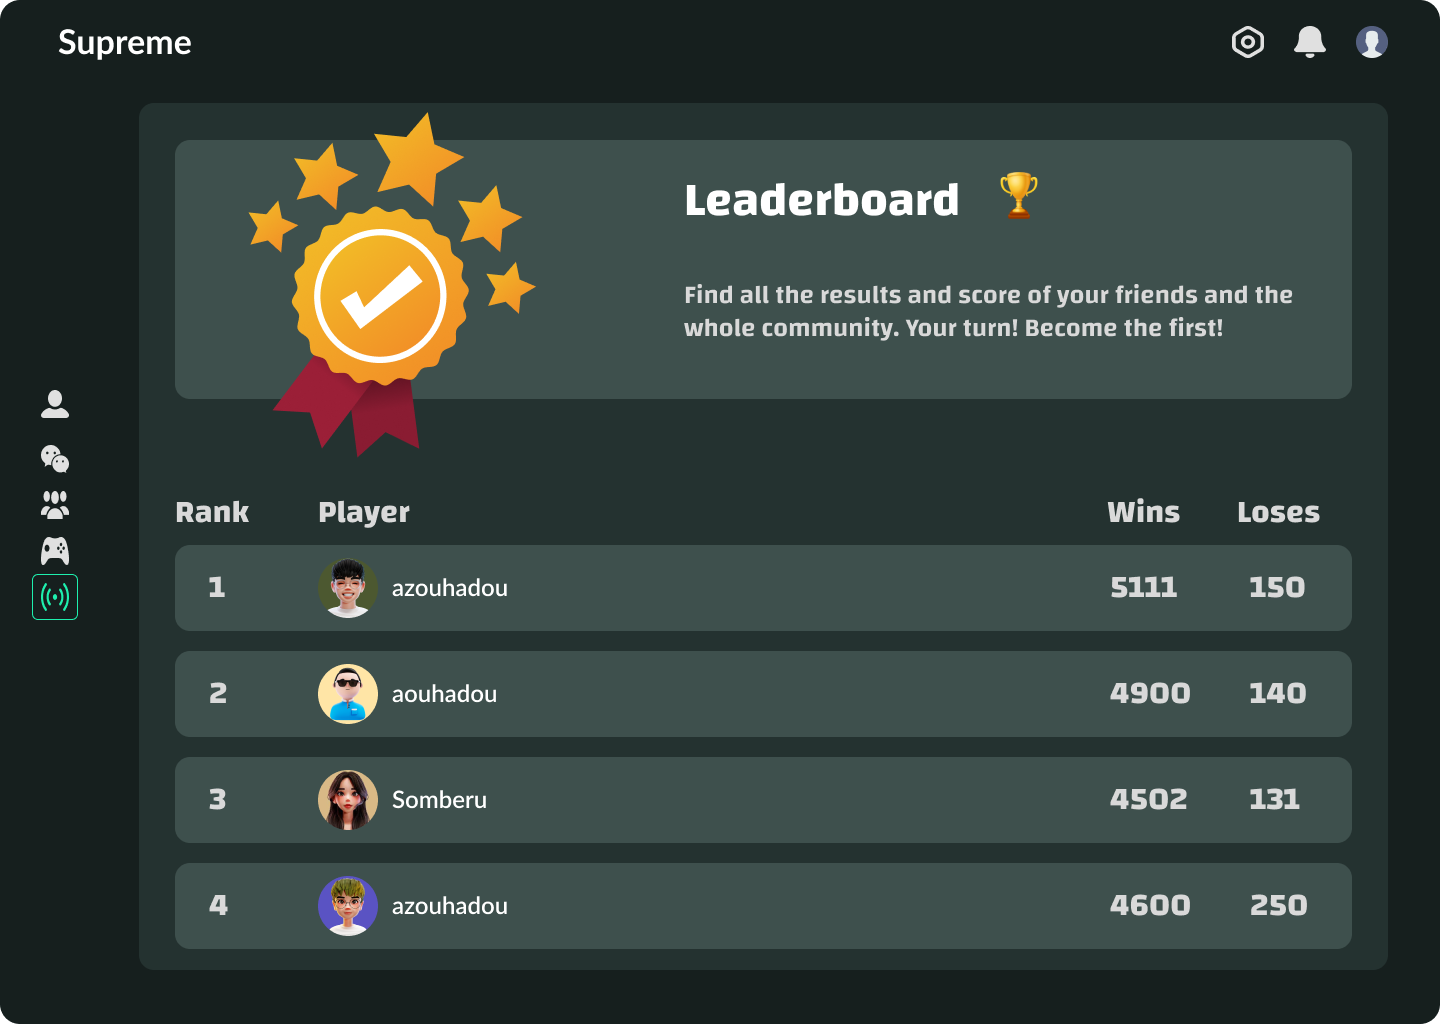 Supreme
Leaderboard
Find all the results and score of your friends and the
whole community. Your turn! Become the first!
Rank Player Wins Loses
1 azouhadou 5111 150
2 aouhadou 4900 140
3 Somberu 4502 131
4 azouhadou 4600 250